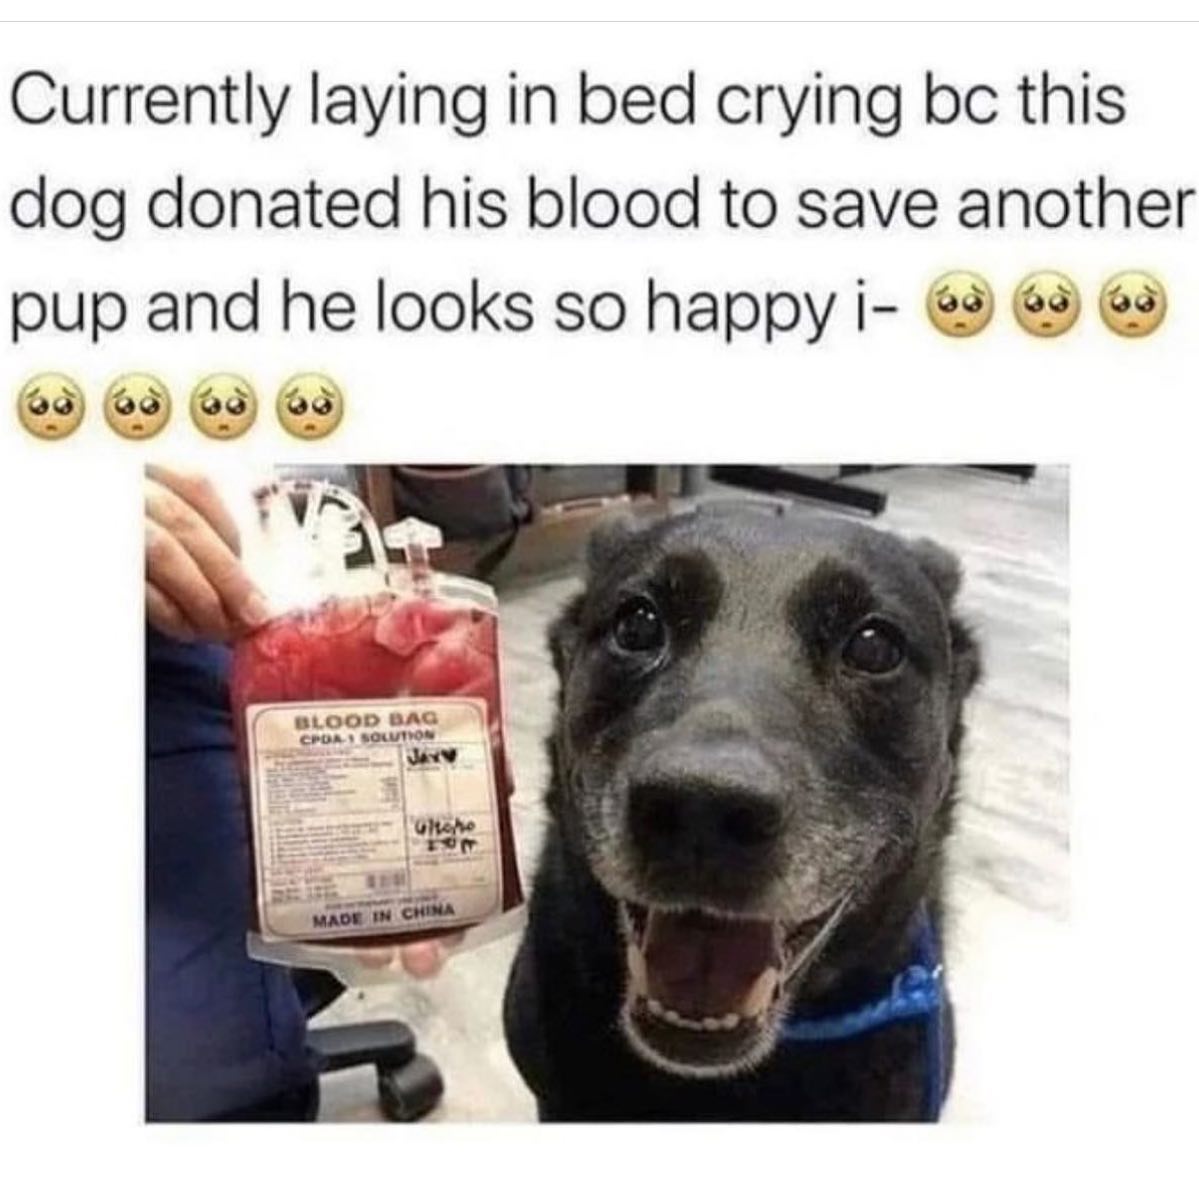 Currently laying in bed crying bc this
dog donated his blood to save another
pup and he looks so happy i- 🥺🥺🥺
🥺🥺🥺🥺
BLOOD BAG
CPDA-1 SOLUTION
MADE IN CHINA